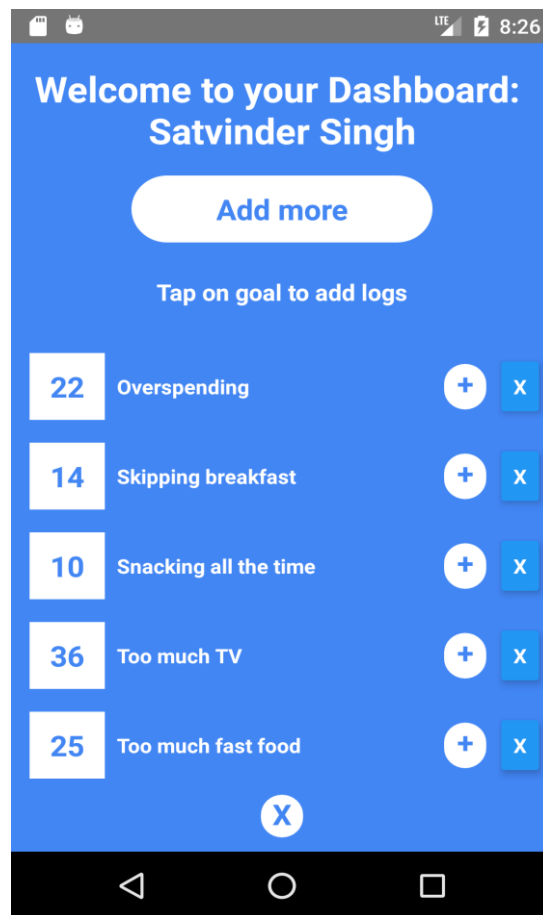 LTE 8:26
Welcome to your Dashboard:
Satvinder Singh
Add more
Tap on goal to add logs
22 Overspending + X
14 Skipping breakfast + X
10 Snacking all the time + X
36 Too much TV + X
25 Too much fast food + X
X